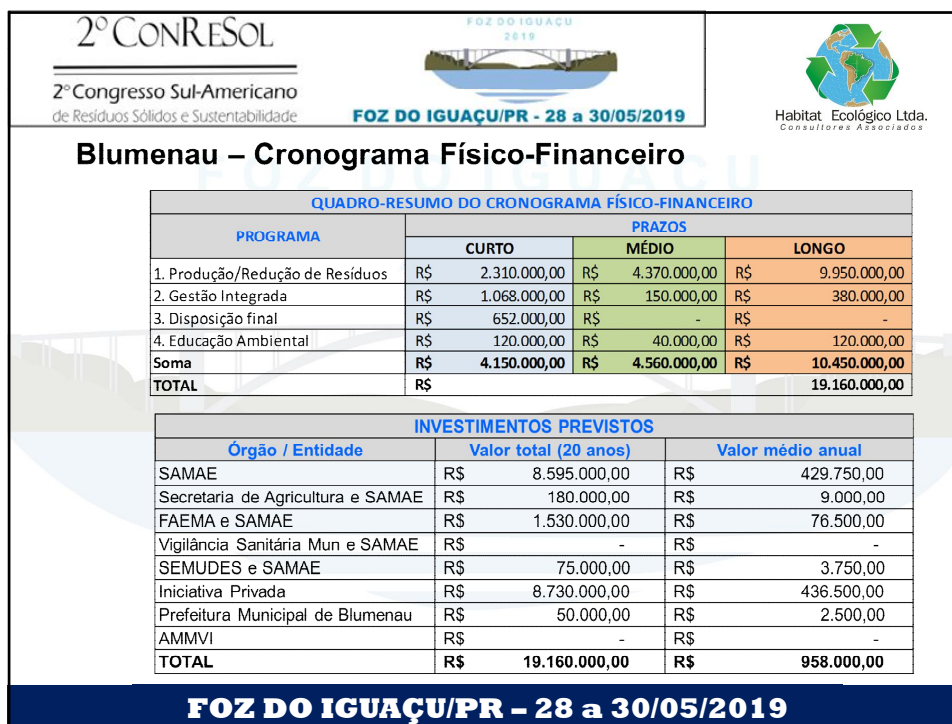 2° CONRESOL
2° Congresso Sul-Americano
de Resíduos Sólidos e Sustentabilidade
FOZ DO IGUAÇU
2019
FOZ DO IGUAÇU/PR - 28 a 30/05/2019
Habitat Ecológico Ltda.
Consultores Associados
Blumenau – Cronograma Físico-Financeiro
FOZ DO IGUAÇU
QUADRO-RESUMO DO CRONOGRAMA FÍSICO-FINANCEIRO
PROGRAMA PRAZOS
CURTO MÉDIO LONGO
1. Produção/Redução de Resíduos R$ 2.310.000,00 R$ 4.370.000,00 R$ 9.950.000,00
2. Gestão Integrada R$ 1.068.000,00 R$ 150.000,00 R$ 380.000,00
3. Disposição final R$ 652.000,00 R$ - R$ -
4. Educação Ambiental R$ 120.000,00 R$ 40.000,00 R$ 120.000,00
Soma R$ 4.150.000,00 R$ 4.560.000,00 R$ 10.450.000,00
TOTAL R$ 19.160.000,00
INVESTIMENTOS PREVISTOS
Órgão / Entidade Valor total (20 anos) Valor médio anual
SAMAE R$ 8.595.000,00 R$ 429.750,00
Secretaria de Agricultura e SAMAE R$ 180.000,00 R$ 9.000,00
FAEMA e SAMAE R$ 1.530.000,00 R$ 76.500,00
Vigilância Sanitária Mun e SAMAE R$ - R$ -
SEMUDES e SAMAE R$ 75.000,00 R$ 3.750,00
Iniciativa Privada R$ 8.730.000,00 R$ 436.500,00
Prefeitura Municipal de Blumenau R$ 50.000,00 R$ 2.500,00
AMMVI R$ - R$ -
TOTAL R$ 19.160.000,00 R$ 958.000,00
FOZ DO IGUAÇU/PR – 28 a 30/05/2019